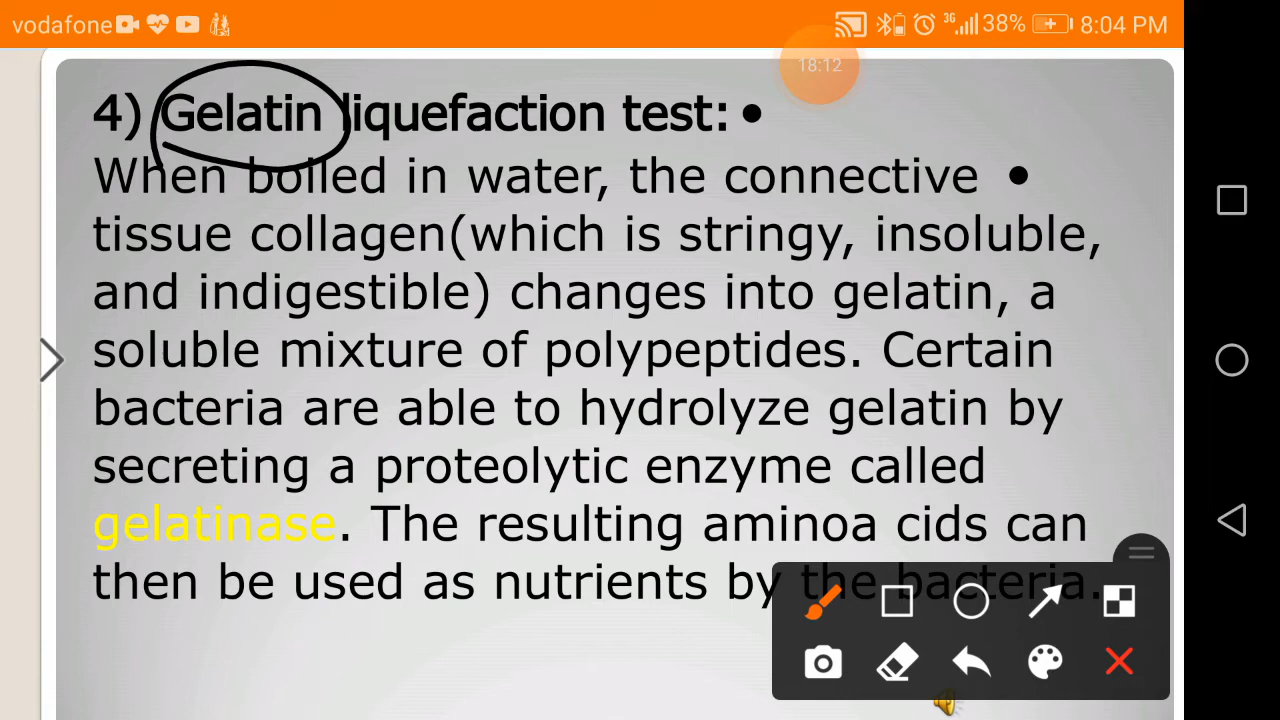 vodafone 3G 38% 8:04 PM
18:12
4) Gelatin liquefaction test: •
When boiled in water, the connective •
tissue collagen(which is stringy, insoluble,
and indigestible) changes into gelatin, a
soluble mixture of polypeptides. Certain
bacteria are able to hydrolyze gelatin by
secreting a proteolytic enzyme called
gelatinase. The resulting aminoa cids can
then be used as nutrients by the bacteria.